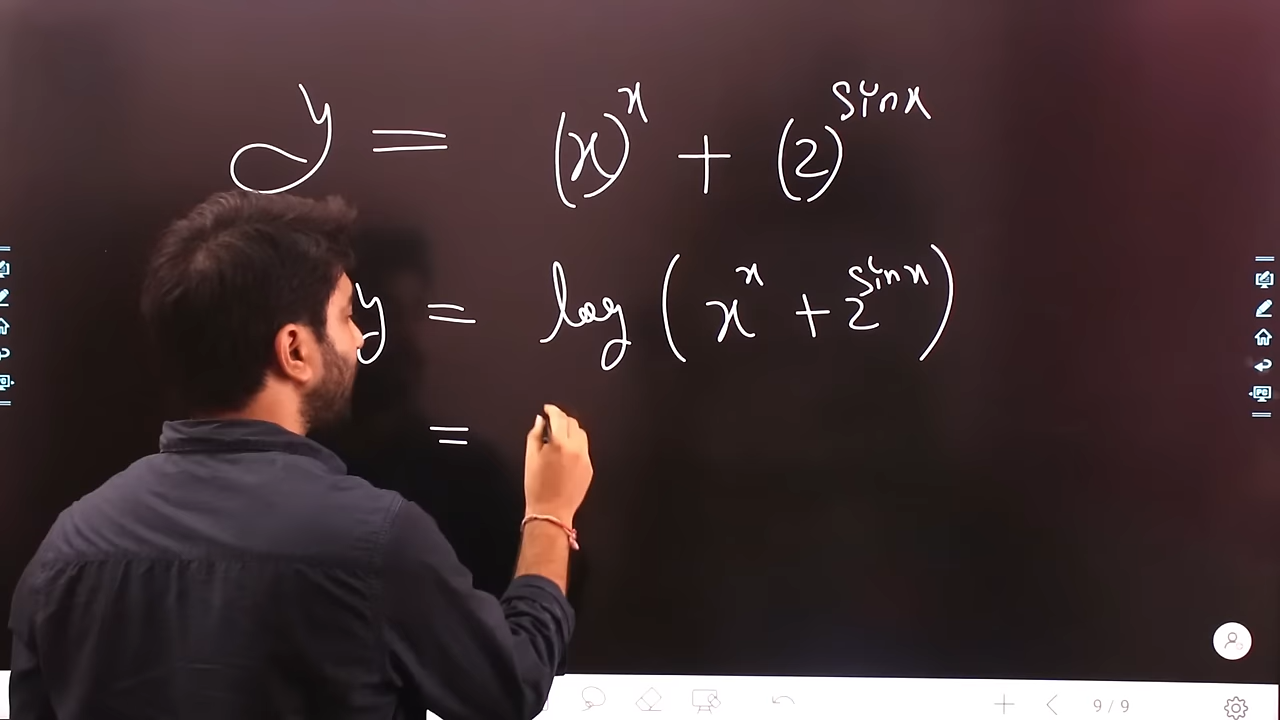 y = (x)^x + (2)^sinx
y = log (x^x + 2^sinx)
=
9/9